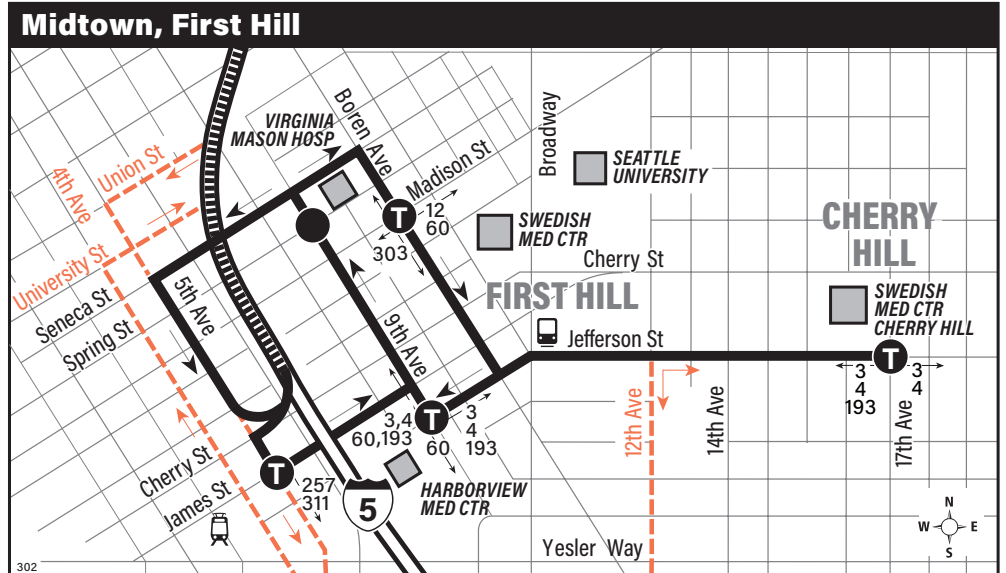 Midtown, First Hill
VIRGINIA
MASON HOSP
Boren Ave
Madison St
Broadway
SEATTLE
UNIVERSITY
Union St
4th Ave
12
60
303
SWEDISH
MED CTR
CHERRY
HILL
University St
Cherry St
Seneca St
5th Ave
FIRST HILL
SWEDISH
MED CTR
CHERRY HILL
Spring St
9th Ave
Jefferson St
T
T
T
T
3
4
193
3
4
3,4
60,193
60
3
4
193
12th Ave
14th Ave
17th Ave
Cherry St
James St
257
311
5
HARBORVIEW
MED CTR
Yesler Way
N
W
E
S
302